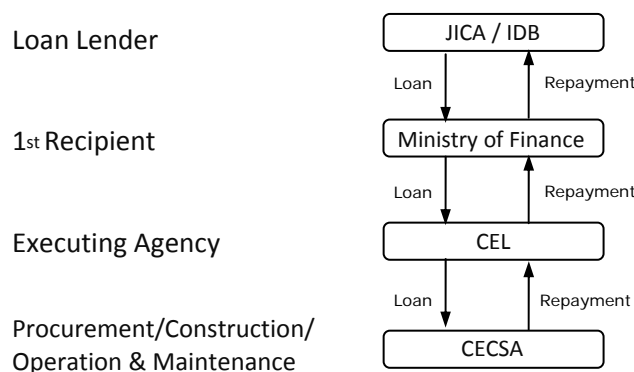 Loan Lender
JICA / IDB
Loan
Repayment
1st Recipient
Ministry of Finance
Loan
Repayment
Executing Agency
CEL
Loan
Repayment
Procurement/Construction/
Operation & Maintenance
CECSA